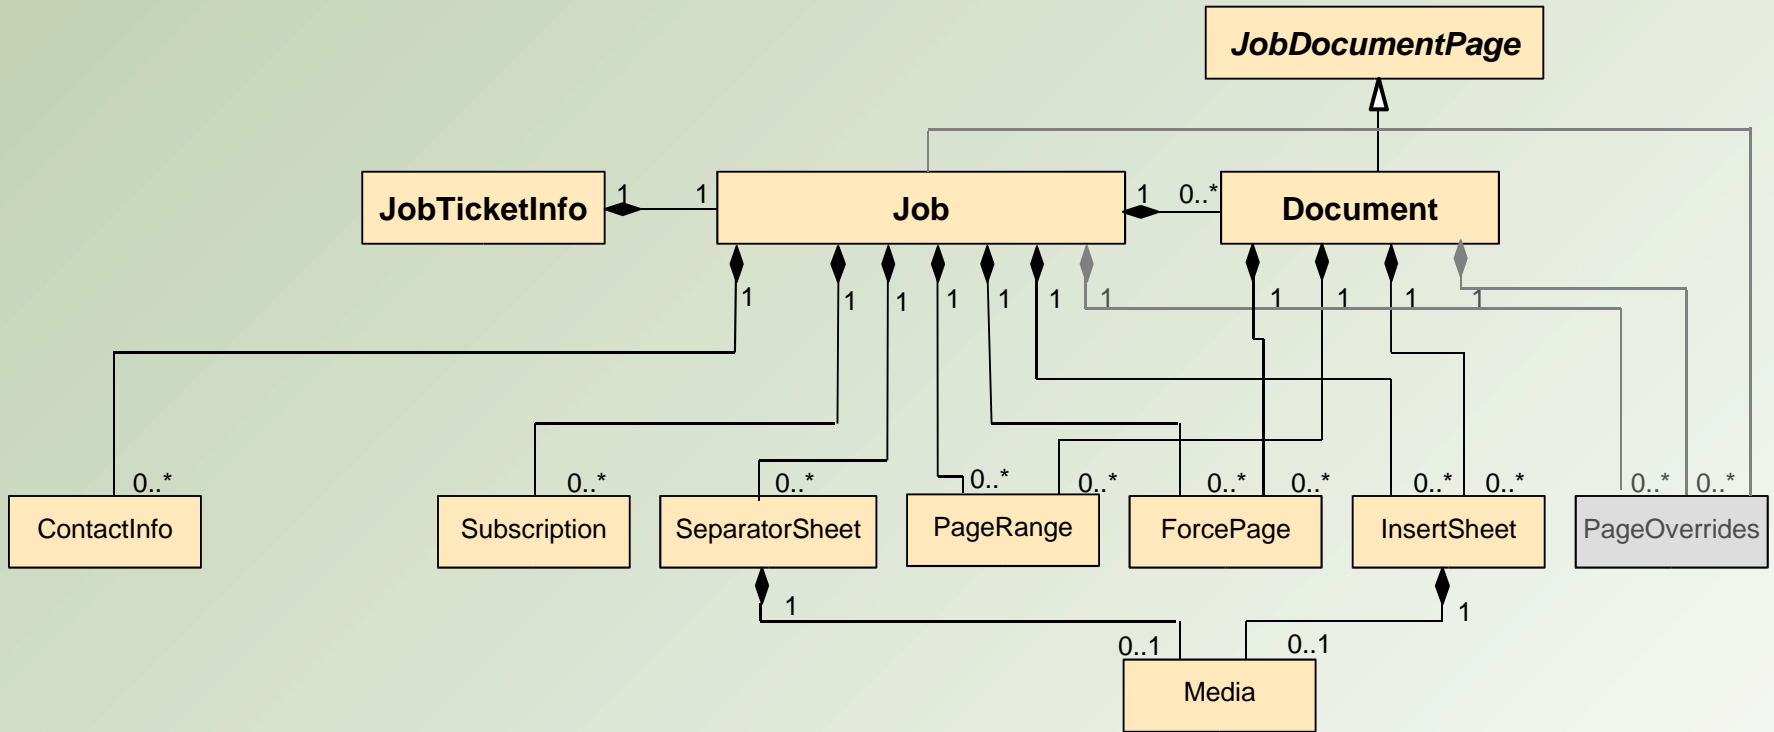 JobDocumentPage
JobTicketInfo
1
1
Job
1
0..*
Document
1
1
1
1
1
1
1
1
1
1
1
0..*
0..*
0..*
0..*
0..*
0..*
0..*
0..*
0..*
0..*
0..*
ContactInfo
Subscription
SeparatorSheet
PageRange
ForcePage
InsertSheet
PageOverrides
1
1
0..1
0..1
Media